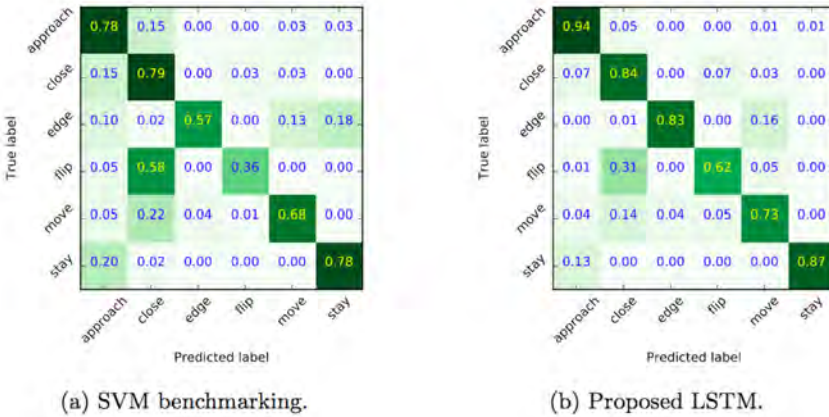 approach 0.78 0.15 0.00 0.00 0.03 0.03
close 0.15 0.79 0.00 0.03 0.03 0.00
edge 0.10 0.02 0.57 0.00 0.13 0.18
flip 0.05 0.58 0.00 0.36 0.00 0.00
move 0.05 0.22 0.04 0.01 0.68 0.00
stay 0.20 0.02 0.00 0.00 0.00 0.78
True label
approach close edge flip move stay
Predicted label
(a) SVM benchmarking.
approach 0.94 0.05 0.00 0.00 0.01 0.01
close 0.07 0.84 0.00 0.07 0.03 0.00
edge 0.00 0.01 0.83 0.00 0.16 0.00
flip 0.01 0.31 0.00 0.62 0.05 0.00
move 0.04 0.14 0.04 0.05 0.73 0.00
stay 0.13 0.00 0.00 0.00 0.00 0.87
True label
approach close edge flip move stay
Predicted label
(b) Proposed LSTM.